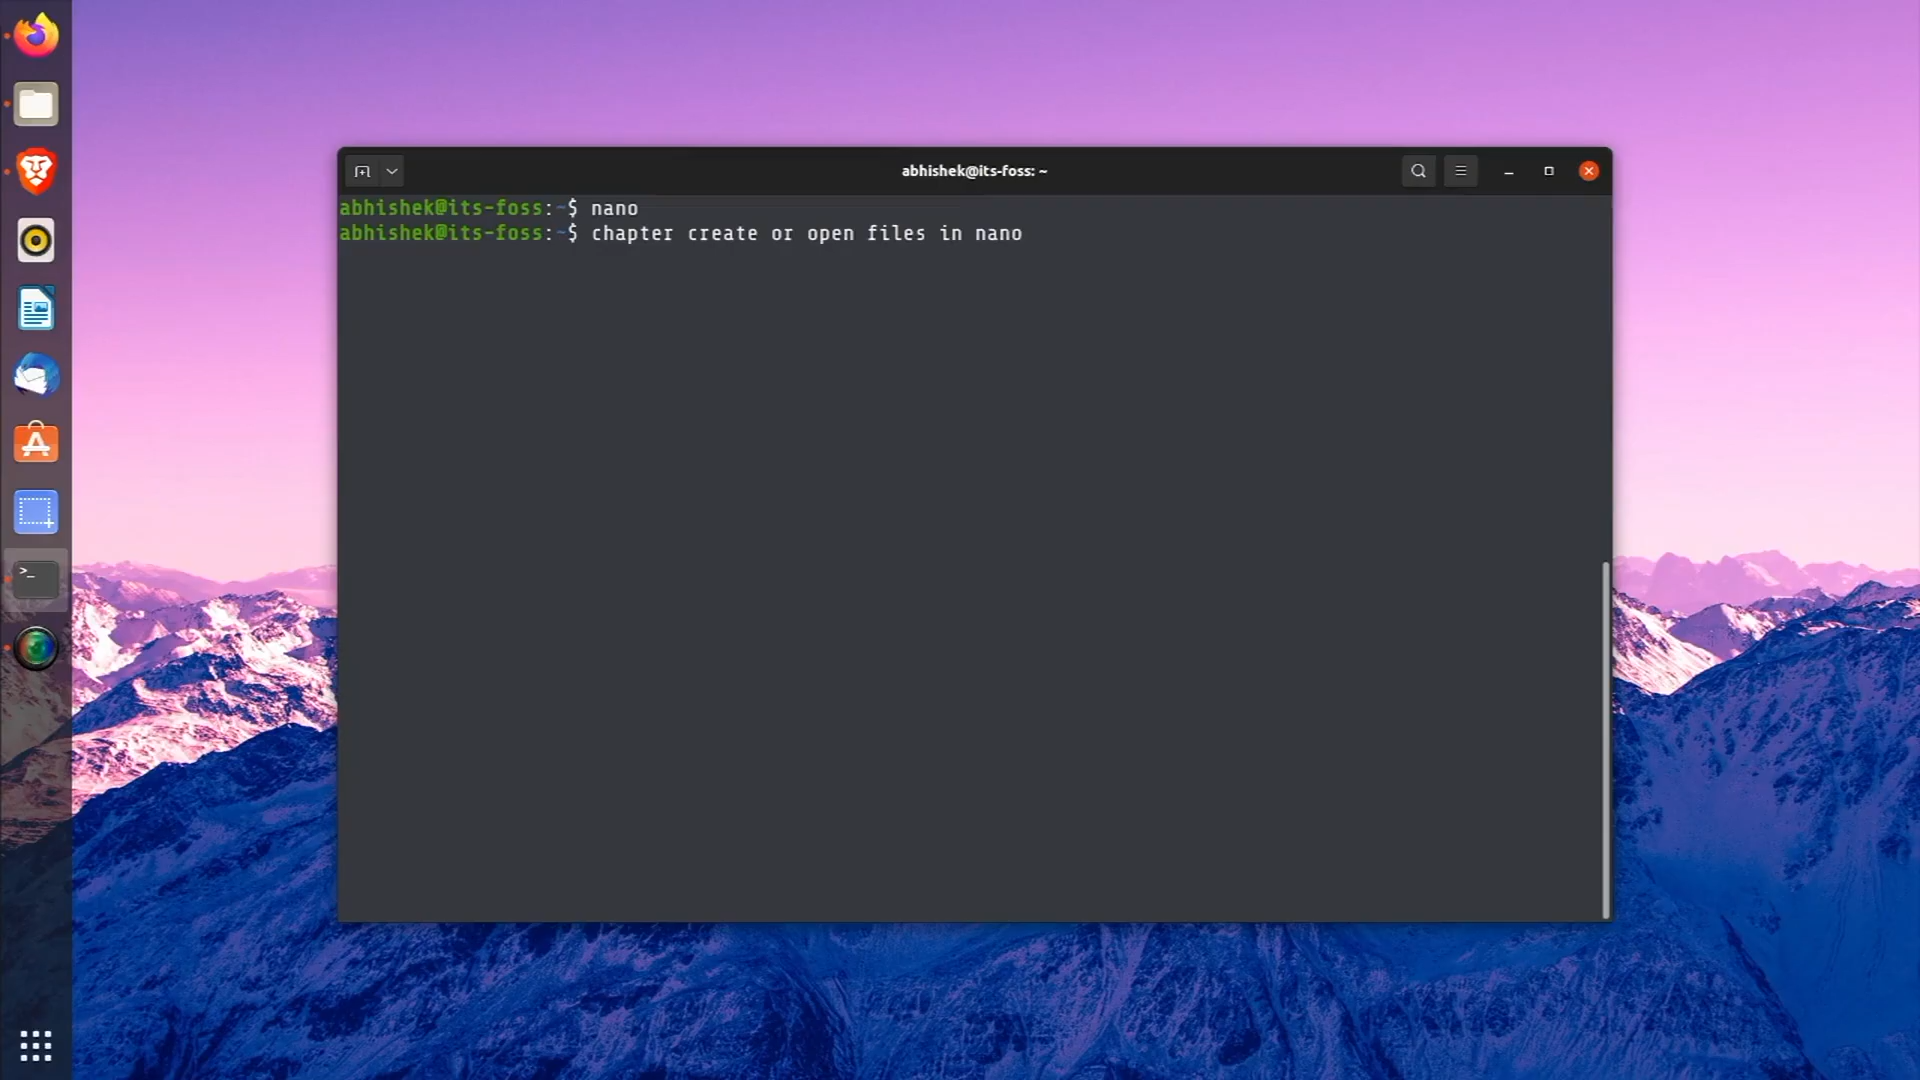 abhishek@its-foss: ~
abhishek@its-foss:~$ nano
abhishek@its-foss:~$ chapter create or open files in nano